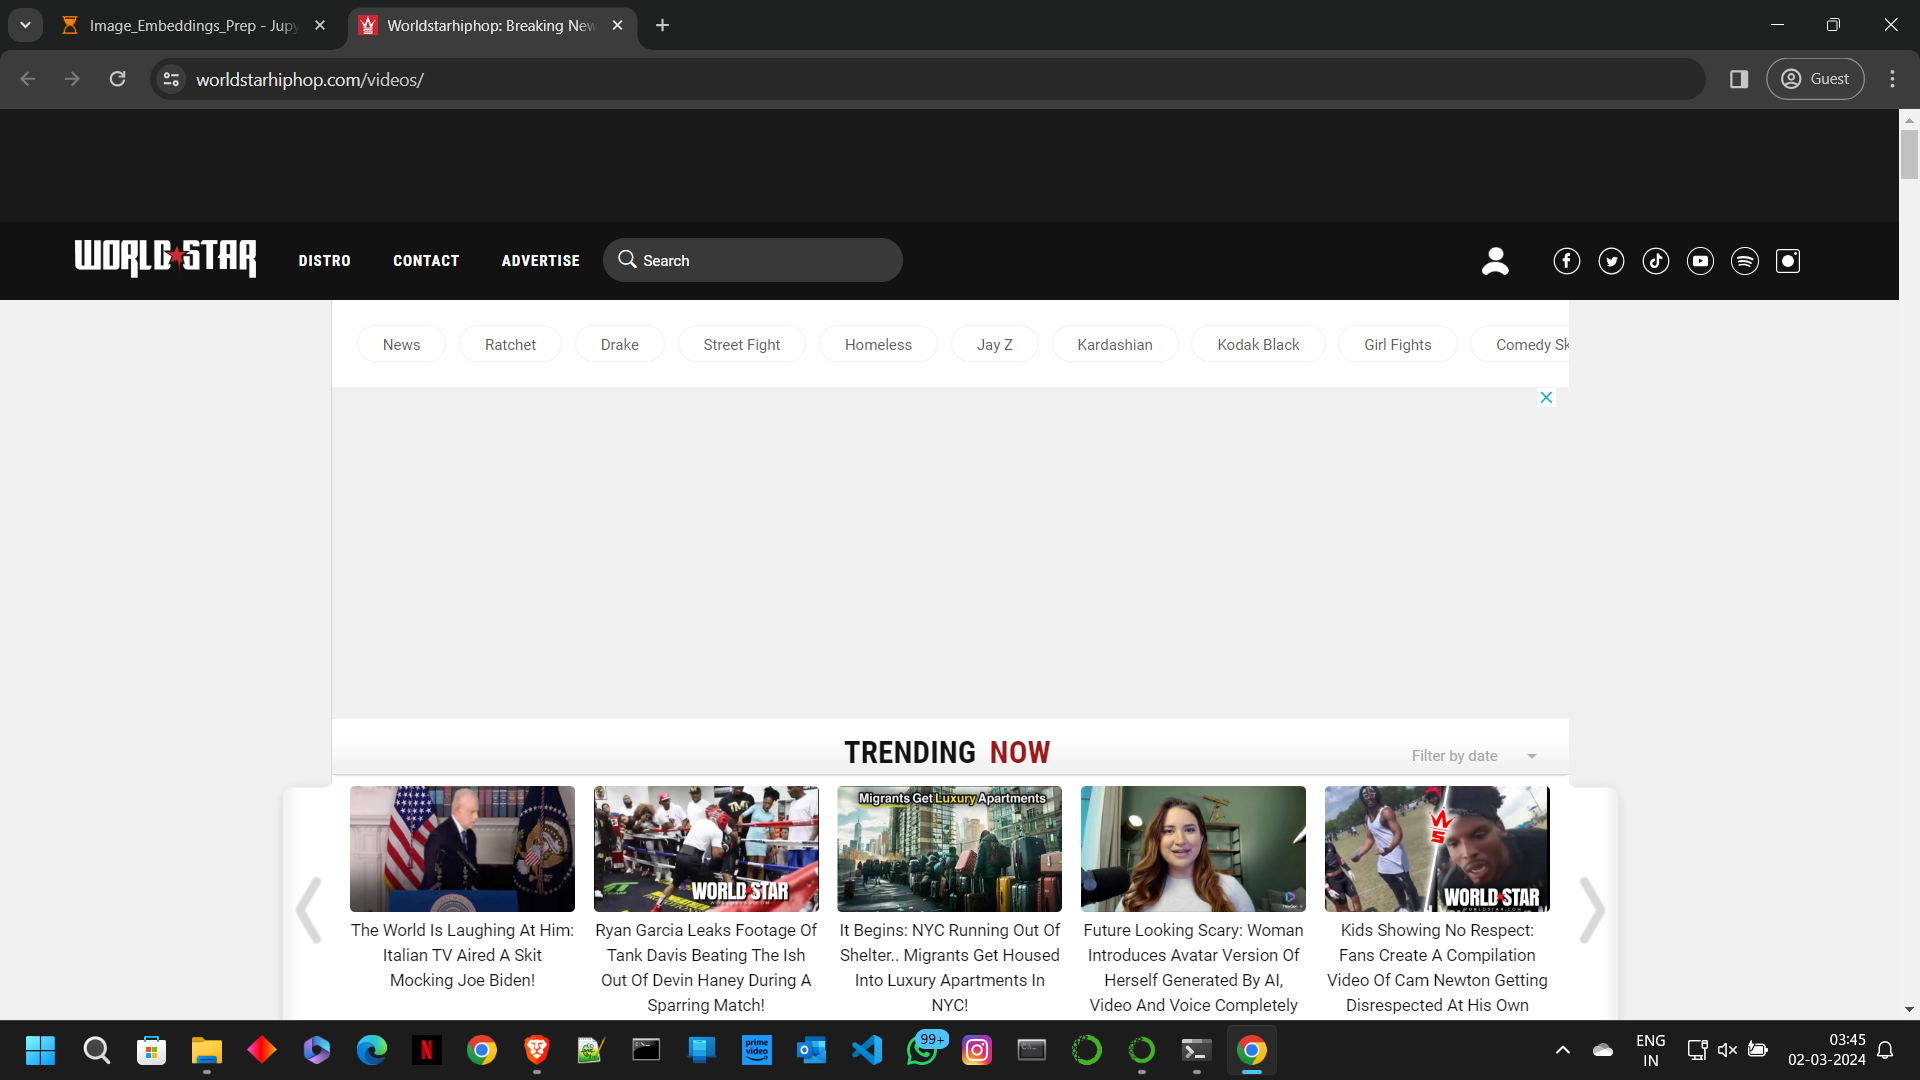 Image_Embeddings_Prep - Jupy
Worldstarhiphop: Breaking New
worldstarhiphop.com/videos/
Guest
WORLD STAR
DISTRO
CONTACT
ADVERTISE
Search
News
Ratchet
Drake
Street Fight
Homeless
Jay Z
Kardashian
Kodak Black
Girl Fights
Comedy Sk
TRENDING NOW
Filter by date
The World Is Laughing At Him:
Italian TV Aired A Skit
Mocking Joe Biden!
TMT
WORLD STAR
Ryan Garcia Leaks Footage Of
Tank Davis Beating The Ish
Out Of Devin Haney During A
Sparring Match!
Migrants Get Luxury Apartments
It Begins: NYC Running Out Of
Shelter.. Migrants Get Housed
Into Luxury Apartments In
NYC!
Future Looking Scary: Woman
Introduces Avatar Version Of
Herself Generated By AI,
Video And Voice Completely
WS
WORLD STAR
Kids Showing No Respect:
Fans Create A Compilation
Video Of Cam Newton Getting
Disrespected At His Own
N
prime
video
99+
ENG
IN
03:45
02-03-2024